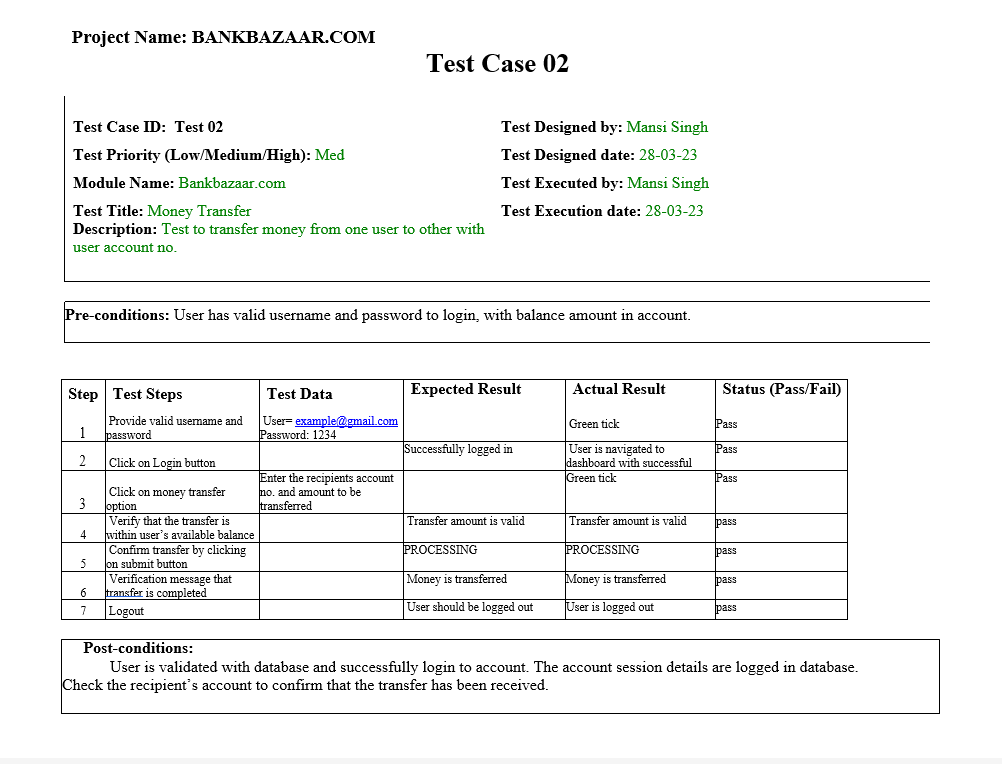 Project Name: BANKBAZAAR.COM
Test Case 02
Test Case ID: Test 02
Test Designed by: Mansi Singh
Test Priority (Low/Medium/High): Med
Test Designed date: 28-03-23
Module Name: Bankbazaar.com
Test Executed by: Mansi Singh
Test Title: Money Transfer
Test Execution date: 28-03-23
Description: Test to transfer money from one user to other with
user account no.
Pre-conditions: User has valid username and password to login, with balance amount in account.
Step Test Steps Test Data Expected Result Actual Result Status (Pass/Fail)
1
Provide valid username and
password
User= example@gmail.com
Password: 1234
Green tick
Pass
2
Click on Login button
Successfully logged in
User is navigated to
dashboard with successful
Pass
3
Click on money transfer
option
Enter the recipients account
no. and amount to be
transferred
Green tick
Pass
4
Verify that the transfer is
within user's available balance
Transfer amount is valid
Transfer amount is valid
pass
5
Confirm transfer by clicking
on submit button
PROCESSING
PROCESSING
pass
6
Verification message that
transfer is completed
Money is transferred
Money is transferred
pass
7
Logout
User should be logged out
User is logged out
pass
Post-conditions:
User is validated with database and successfully login to account. The account session details are logged in database.
Check the recipient's account to confirm that the transfer has been received.